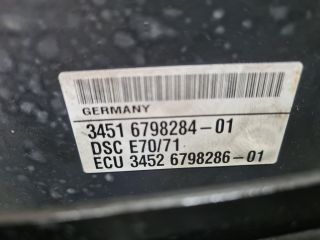 GERMANY
3451 6798284-01
DSC E70/71
ECU 3452 6798286-01